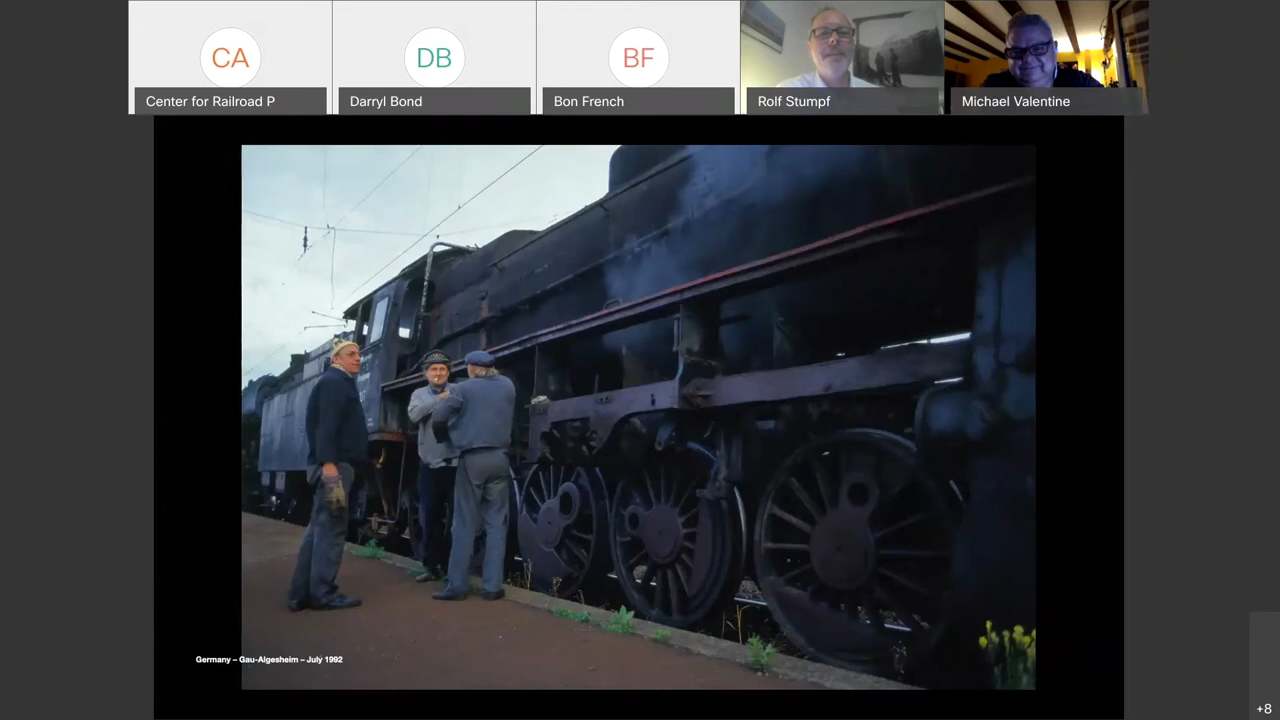 CA
DB
BF
Center for Railroad P
Darryl Bond
Bon French
Rolf Stumpf
Michael Valentine
Germany – Gau-Algesheim – July 1992
+8